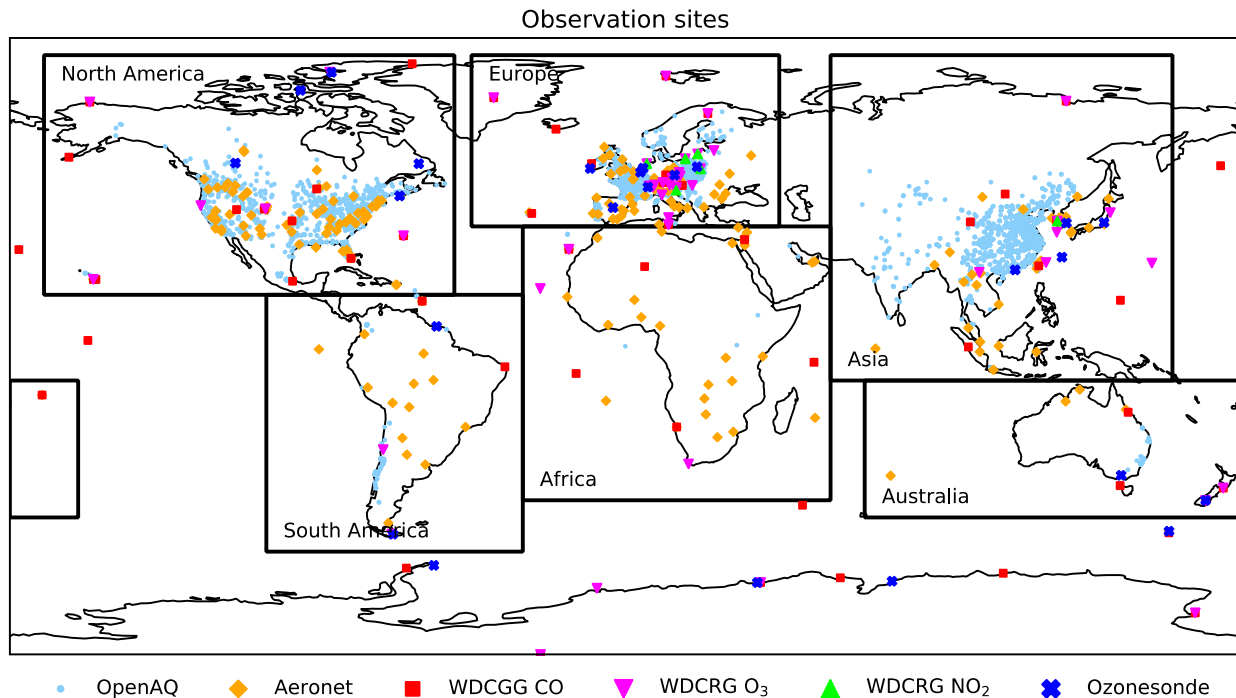 Observation sites
North America
Europe
Asia
Africa
Australia
South America
OpenAQ
Aeronet
WDCGG CO
WDCRG O₃
WDCRG NO₂
Ozonesonde